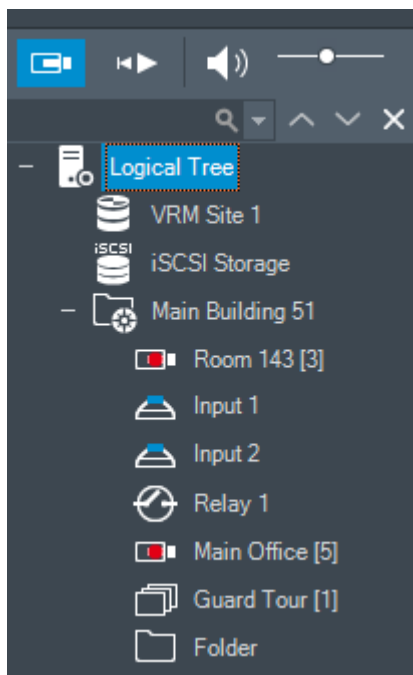 Logical Tree
VRM Site 1
iSCSI
iSCSI Storage
Main Building 51
Room 143 [3]
Input 1
Input 2
Relay 1
Main Office [5]
Guard Tour [1]
Folder